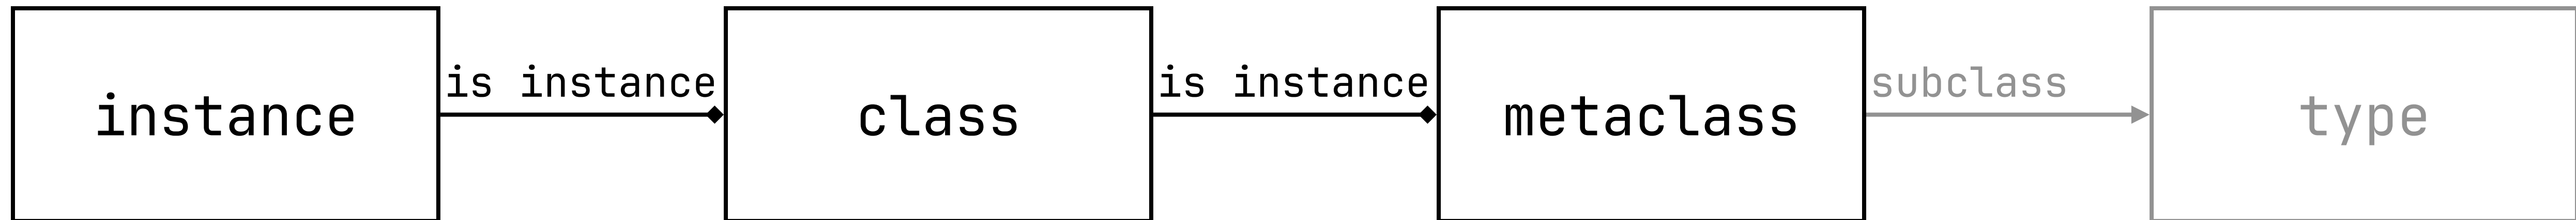 instance
is instance
class
is instance
metaclass
subclass
type